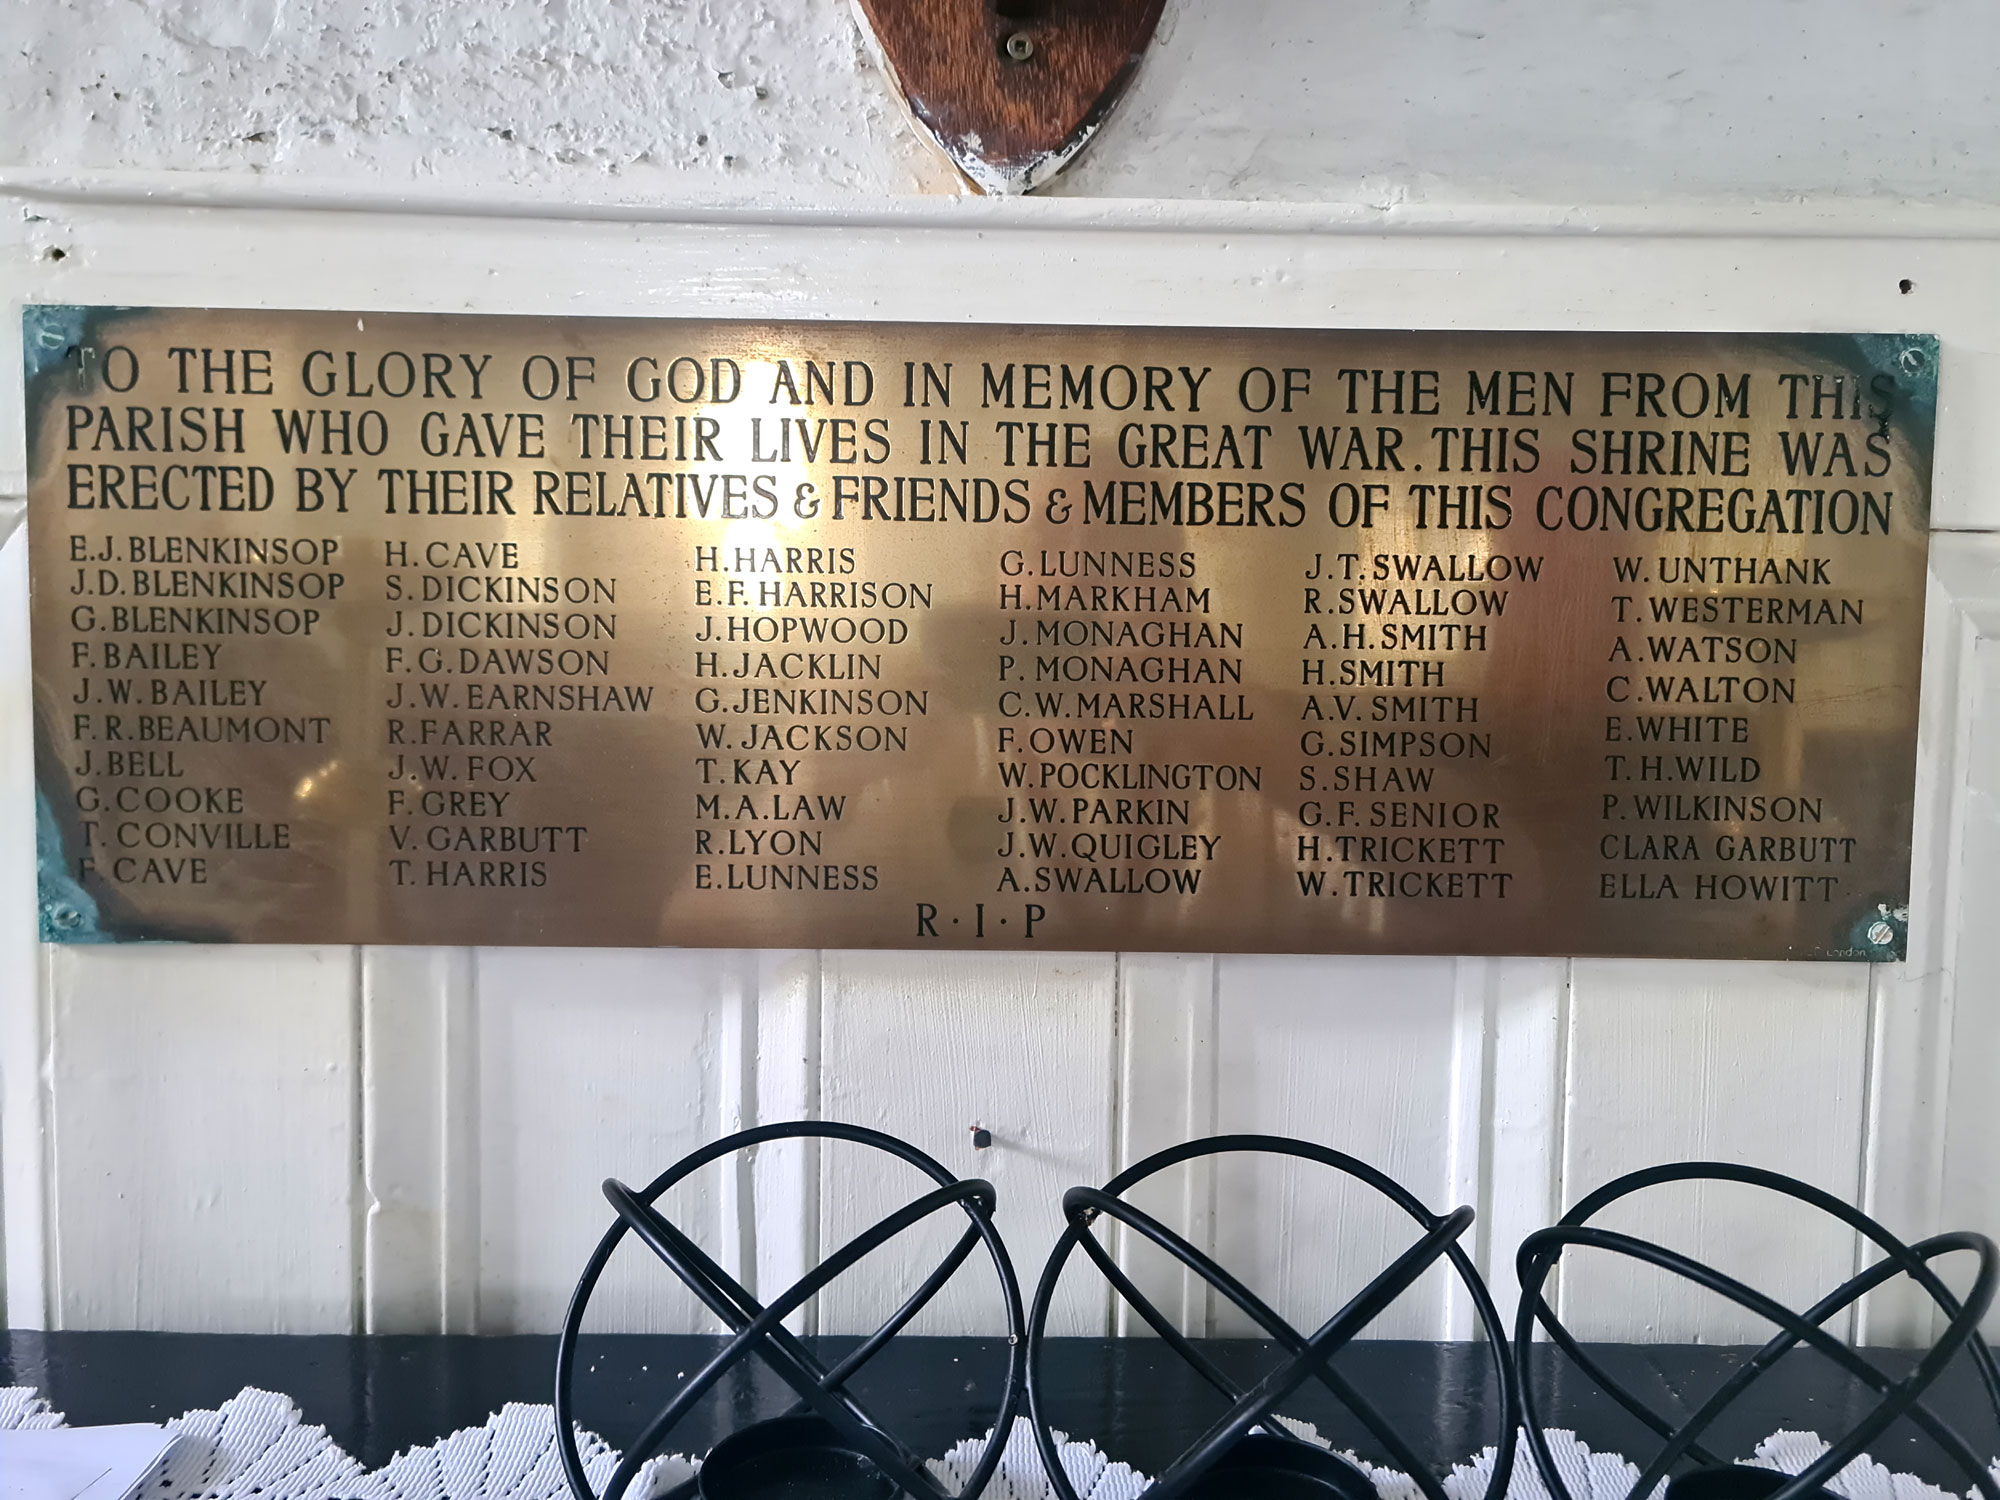 TO THE GLORY OF GOD AND IN MEMORY OF THE MEN FROM THIS
PARISH WHO GAVE THEIR LIVES IN THE GREAT WAR. THIS SHRINE WAS
ERECTED BY THEIR RELATIVES & FRIENDS & MEMBERS OF THIS CONGREGATION
E.J. BLENKINSOP
J.D. BLENKINSOP
G. BLENKINSOP
F. BAILEY
J.W. BAILEY
F.R. BEAUMONT
J. BELL
G. COOKE
T. CONVILLE
F. CAVE
H. CAVE
S. DICKINSON
J. DICKINSON
F.G. DAWSON
J.W. EARNSHAW
R. FARRAR
J.W. FOX
F. GREY
V. GARBUTT
T. HARRIS
H. HARRIS
E.F. HARRISON
J. HOPWOOD
H. JACKLIN
G. JENKINSON
W. JACKSON
T. KAY
M.A. LAW
R. LYON
E. LUNNESS
G. LUNNESS
H. MARKHAM
J. MONAGHAN
P. MONAGHAN
C.W. MARSHALL
F. OWEN
W. POCKLINGTON
J.W. PARKIN
J.W. QUIGLEY
A. SWALLOW
J.T. SWALLOW
R. SWALLOW
A.H. SMITH
H. SMITH
A.V. SMITH
G. SIMPSON
S. SHAW
G.F. SENIOR
H. TRICKETT
W. TRICKETT
W. UNTHANK
T. WESTERMAN
A. WATSON
C. WALTON
E. WHITE
T.H. WILD
P. WILKINSON
CLARA GARBUTT
ELLA HOWITT
R·I·P
London